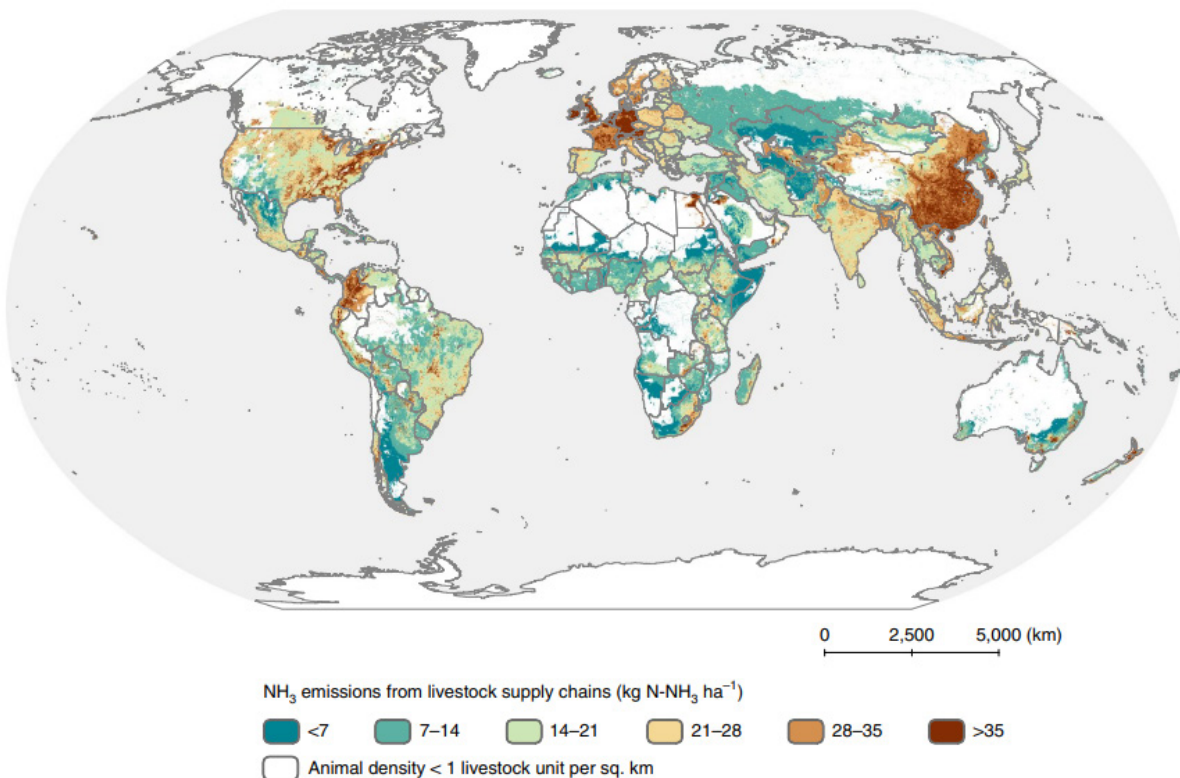 0 2,500 5,000 (km)
NH₃ emissions from livestock supply chains (kg N-NH₃ ha⁻¹)
<7 7–14 14–21 21–28 28–35 >35
Animal density < 1 livestock unit per sq. km